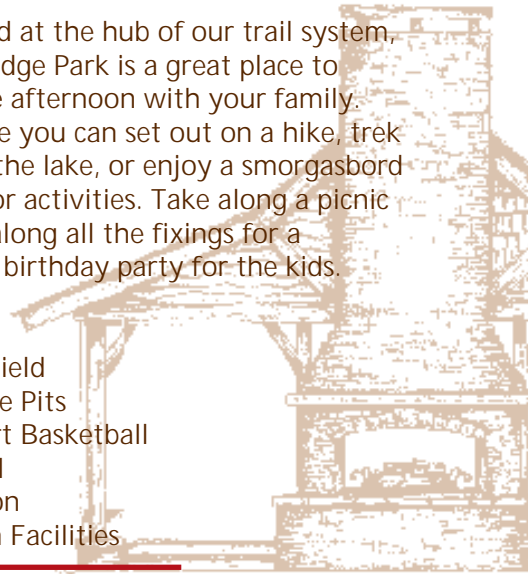 d at the hub of our trail system,
dge Park is a great place to
e afternoon with your family.
e you can set out on a hike, trek
the lake, or enjoy a smorgasbord
or activities. Take along a picnic
along all the fixings for a
birthday party for the kids.
ield
e Pits
rt Basketball
l
on
n Facilities